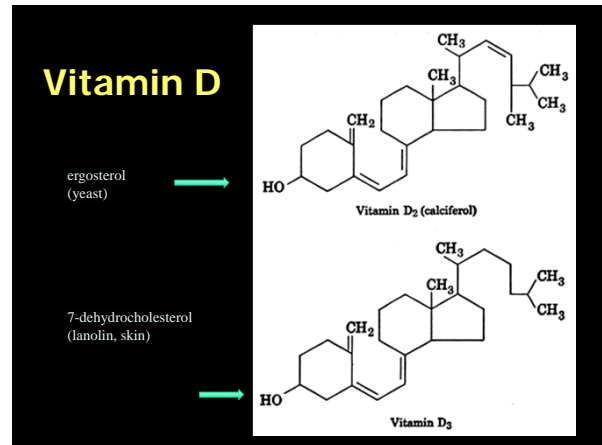 Vitamin D
ergosterol
(yeast)
CH3
CH3
CH3
CH3
CH3
CH2
HO
Vitamin D2 (calciferol)
7-dehydrocholesterol
(lanolin, skin)
CH3
CH3
CH3
CH3
CH2
HO
Vitamin D3